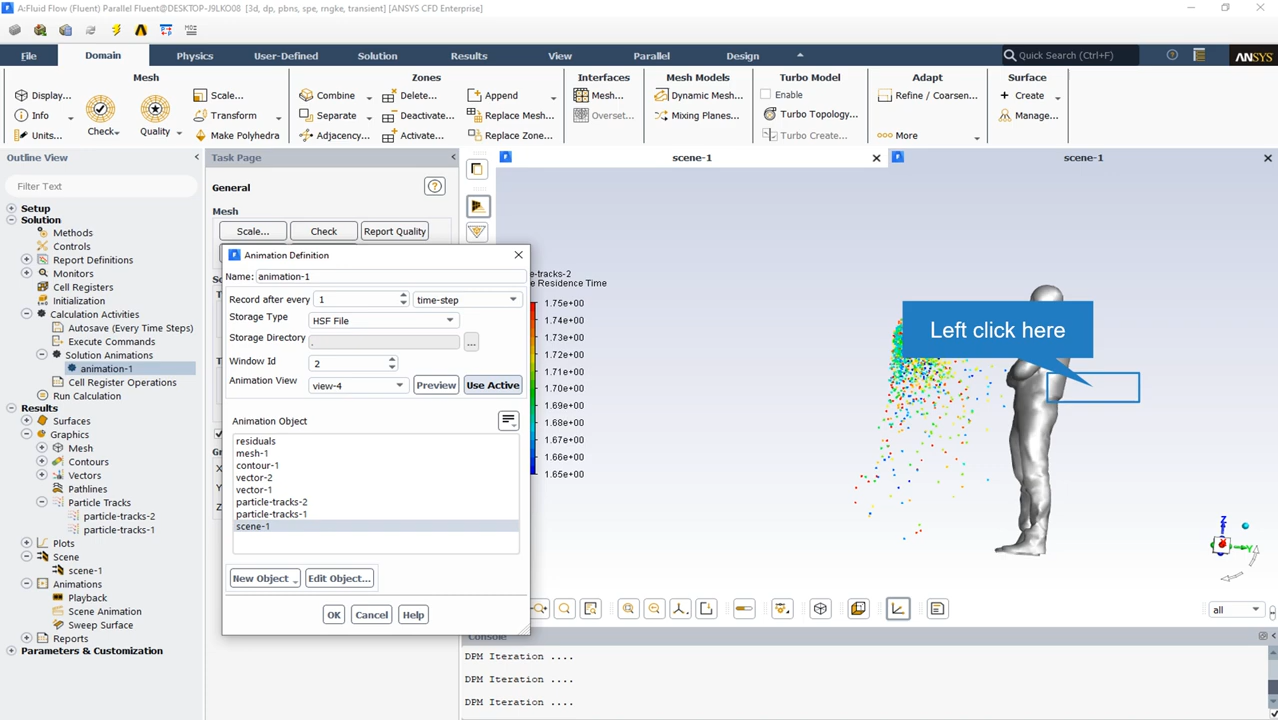 A:Fluid Flow (Fluent) Parallel Fluent@DESKTOP-J9LKO08 [3d, dp, pbns, spe, rngke, transient] [ANSYS CFD Enterprise]
File Domain Physics User-Defined Solution Results View Parallel Design Quick Search (Ctrl+F) ANSYS
Mesh Zones Interfaces Mesh Models Turbo Model Adapt Surface
Display... Scale... Combine Delete... Append Mesh... Dynamic Mesh... Enable Refine / Coarsen... Create
Info Transform Separate Deactivate... Replace Mesh... Overset... Mixing Planes... Turbo Topology... Manage...
Units... Check Quality Make Polyhedra Adjacency... Activate... Replace Zone... Turbo Create... More
Outline View
Filter Text
Setup
Solution
Methods
Controls
Report Definitions
Monitors
Cell Registers
Initialization
Calculation Activities
Autosave (Every Time Steps)
Execute Commands
Solution Animations
animation-1
Cell Register Operations
Run Calculation
Results
Surfaces
Graphics
Mesh
Contours
Vectors
Pathlines
Particle Tracks
particle-tracks-2
particle-tracks-1
Plots
Scene
scene-1
Animations
Playback
Scene Animation
Sweep Surface
Reports
Parameters & Customization
Task Page
General
Mesh
Scale... Check Report Quality
Animation Definition
Name: animation-1
Record after every 1 time-step
Storage Type HSF File
Storage Directory . ...
Window Id 2
Animation View view-4 Preview Use Active
Animation Object
residuals
mesh-1
contour-1
vector-2
vector-1
particle-tracks-2
particle-tracks-1
scene-1
New Object Edit Object...
OK Cancel Help
scene-1
scene-1
e-tracks-2
e Residence Time
1.75e+00
1.74e+00
1.73e+00
1.72e+00
1.71e+00
1.70e+00
1.69e+00
1.68e+00
1.67e+00
1.66e+00
1.65e+00
Left click here
Z
Y
all
Console
DPM Iteration ....
DPM Iteration ....
DPM Iteration ....